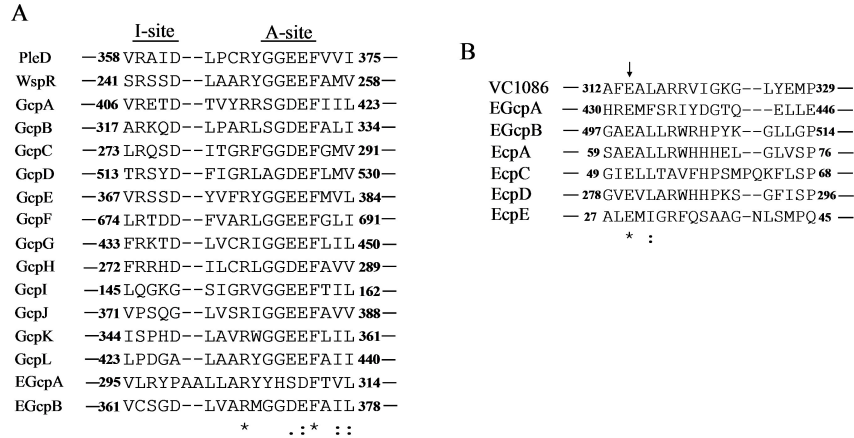 A
I-site A-site
PleD —358 VRAID--LPCRYGGEEFVVI 375—
WspR —241 SRSSD--LAARYGGEEFAMV 258—
GcpA —406 VRETD--TVYRRSGDEFIIL 423—
GcpB —317 ARKQD--LPARLSGDEFALI 334—
GcpC —273 LRQSD--ITGRFGGDEFGMV 291—
GcpD —513 TRSYD--FIGRLAGDEFLMV 530—
GcpE —367 VRSSD--YVFRYGGEEFMVL 384—
GcpF —674 LRTDD--FVARLGGEEFGLI 691—
GcpG —433 FRKTD--LVCRIGGEEFLIL 450—
GcpH —272 FRRHD--ILCRLGGDEFAVV 289—
GcpI —145 LQGKG--SIGRVGGEEFTIL 162—
GcpJ —371 VPSQG--LVSRIGGEEFAVV 388—
GcpK —344 ISPHD--LAVRWGGEEFLIL 361—
GcpL —423 LPDGA--LAARYGGEEFAII 440—
EGcpA —295 VLRYPAALLARYYHSDFTVL 314—
EGcpB —361 VCSGD--LVARMGGDEFAIL 378—
* .:* ::
B
VC1086 — 312 AFEALARRVIGKG--LYEMP 329—
EGcpA — 430 HREMFSRIYDGTQ---ELLE 446—
EGcpB — 497 GAEALLRWRHPYK--GLLGP 514—
EcpA — 59 SAEALLRWHHHEL--GLVSP 76 —
EcpC — 49 GIELLTAVFHPSMPQKFLSP 68 —
EcpD — 278 GVEVLARWHHPKS--GFISP 296—
EcpE — 27 ALEMIGRFQSAAG-NLSMPQ 45 —
* :